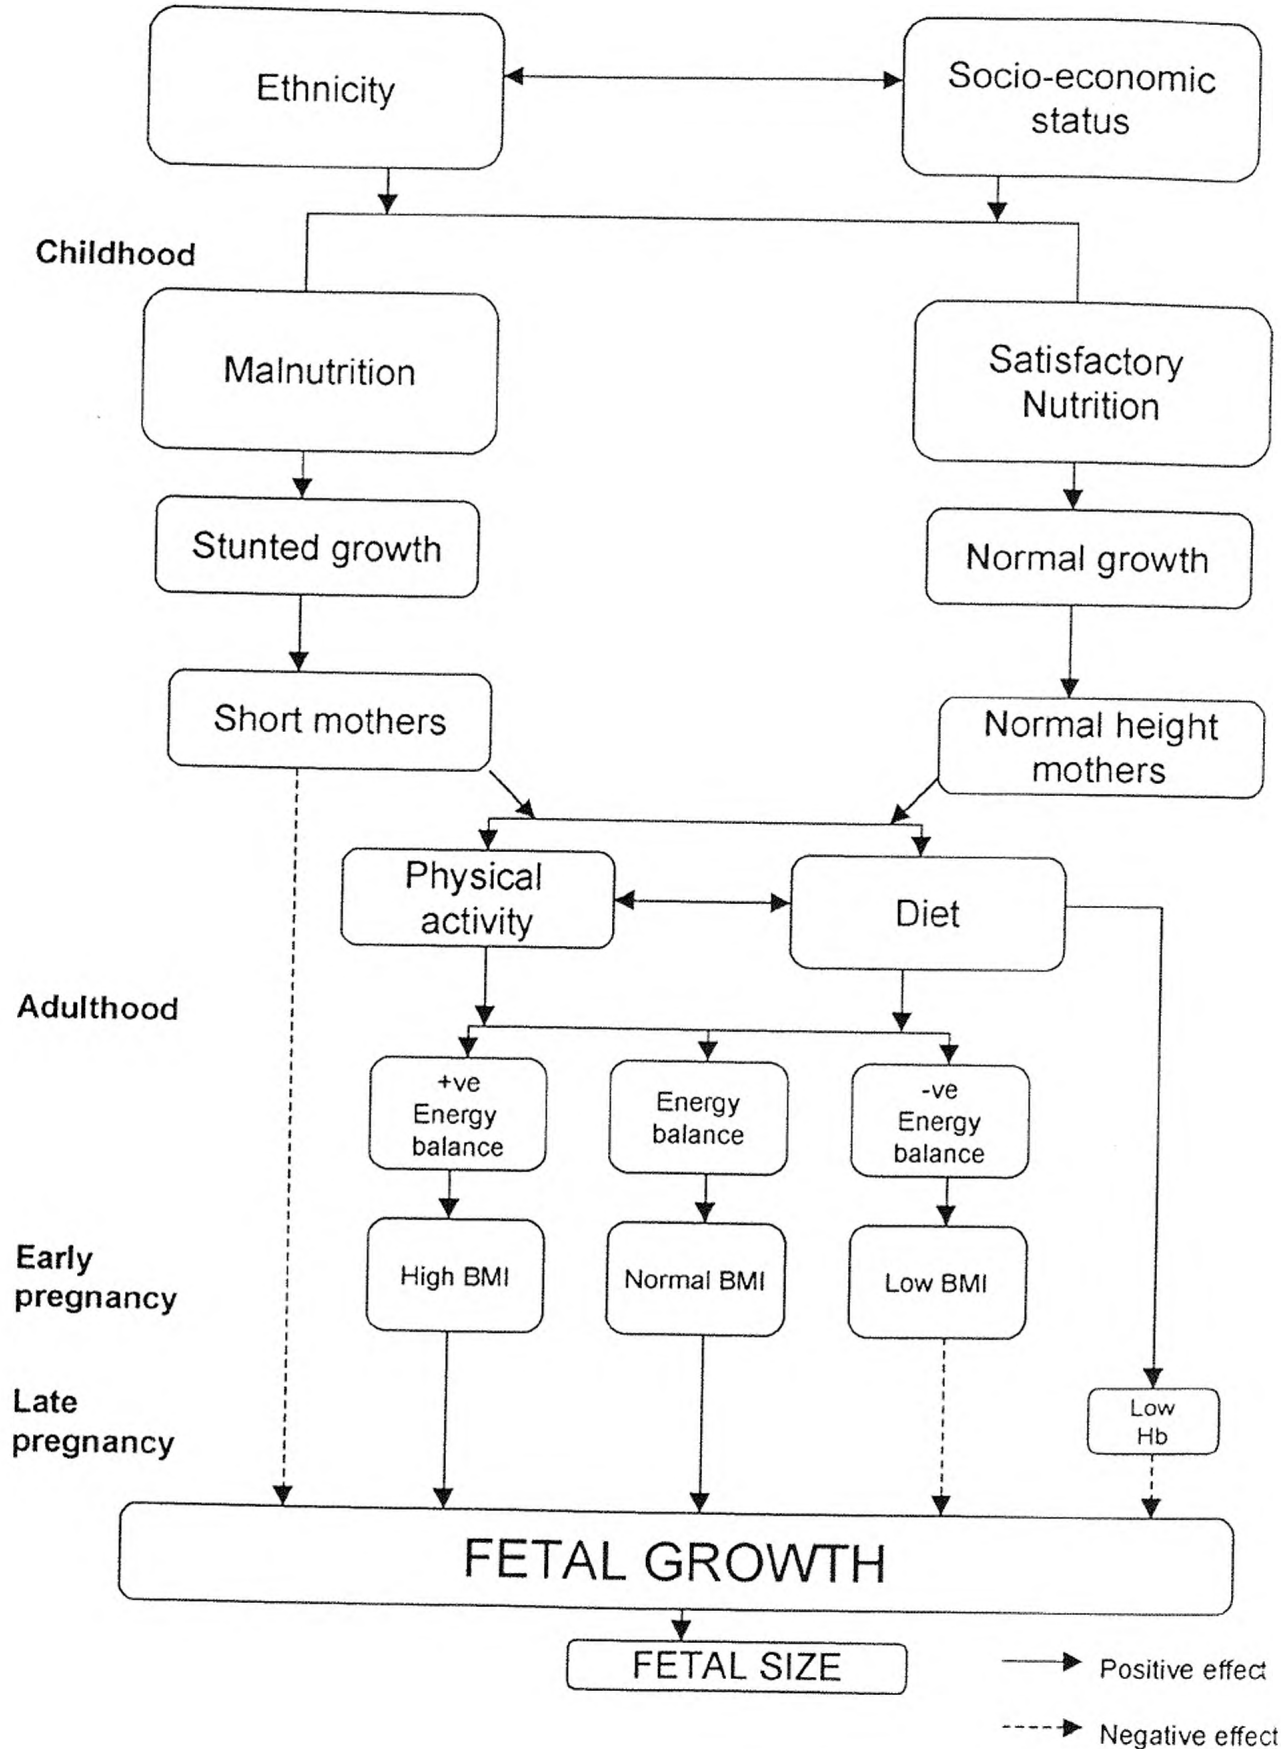 Ethnicity
Socio-economic
status
Childhood
Malnutrition
Satisfactory
Nutrition
Stunted growth
Normal growth
Short mothers
Normal height
mothers
Physical
activity
Diet
Adulthood
+ve
Energy
balance
Energy
balance
-ve
Energy
balance
Early
pregnancy
High BMI
Normal BMI
Low BMI
Late
pregnancy
Low
Hb
FETAL GROWTH
FETAL SIZE
Positive effect
Negative effect